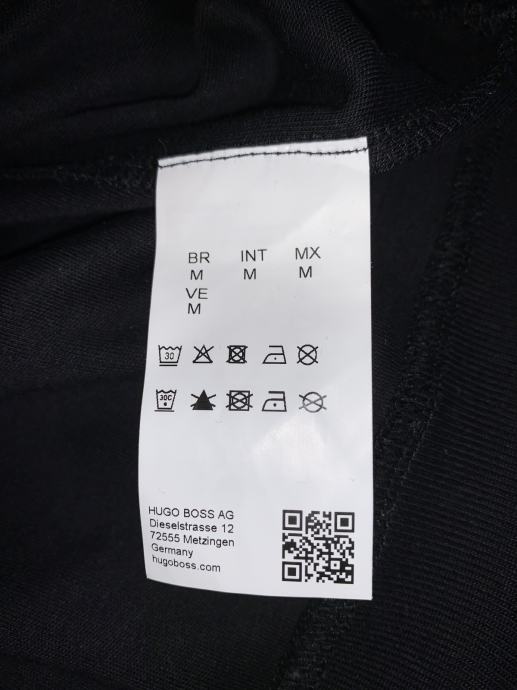 BR INT MX
M M M
VE
M
30
30C
HUGO BOSS AG
Dieselstrasse 12
72555 Metzingen
Germany
hugoboss.com